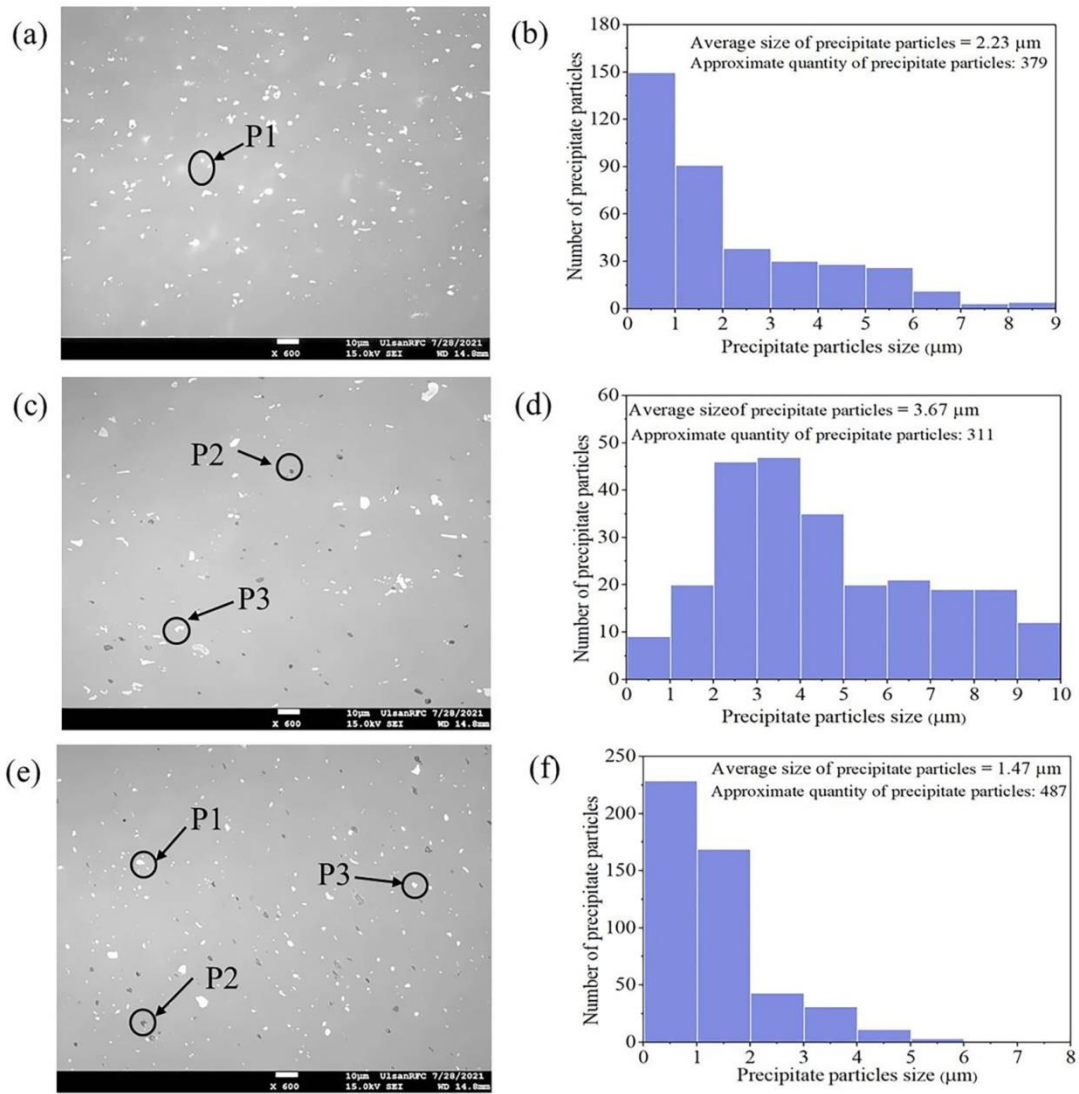 (a)
P1
10µm UlsanRFC 7/28/2021
X 600 15.0kV SEI WD 14.8mm
(b)
Average size of precipitate particles = 2.23 µm
Approximate quantity of precipitate particles: 379
Number of precipitate particles
180
150
120
90
60
30
0
0 1 2 3 4 5 6 7 8 9
Precipitate particles size (µm)
(c)
P2
P3
10µm UlsanRFC 7/28/2021
X 600 15.0kV SEI WD 14.8mm
(d)
Average sizeof precipitate particles = 3.67 µm
Approximate quantity of precipitate particles: 311
Number of precipitate particles
60
50
40
30
20
10
0
0 1 2 3 4 5 6 7 8 9 10
Precipitate particles size (µm)
(e)
P1
P3
P2
10µm UlsanRFC 7/28/2021
X 600 15.0kV SEI WD 14.8mm
(f)
Average size of precipitate particles = 1.47 µm
Approximate quantity of precipitate particles: 487
Number of precipitate particles
250
200
150
100
50
0
0 1 2 3 4 5 6 7 8
Precipitate particles size (µm)